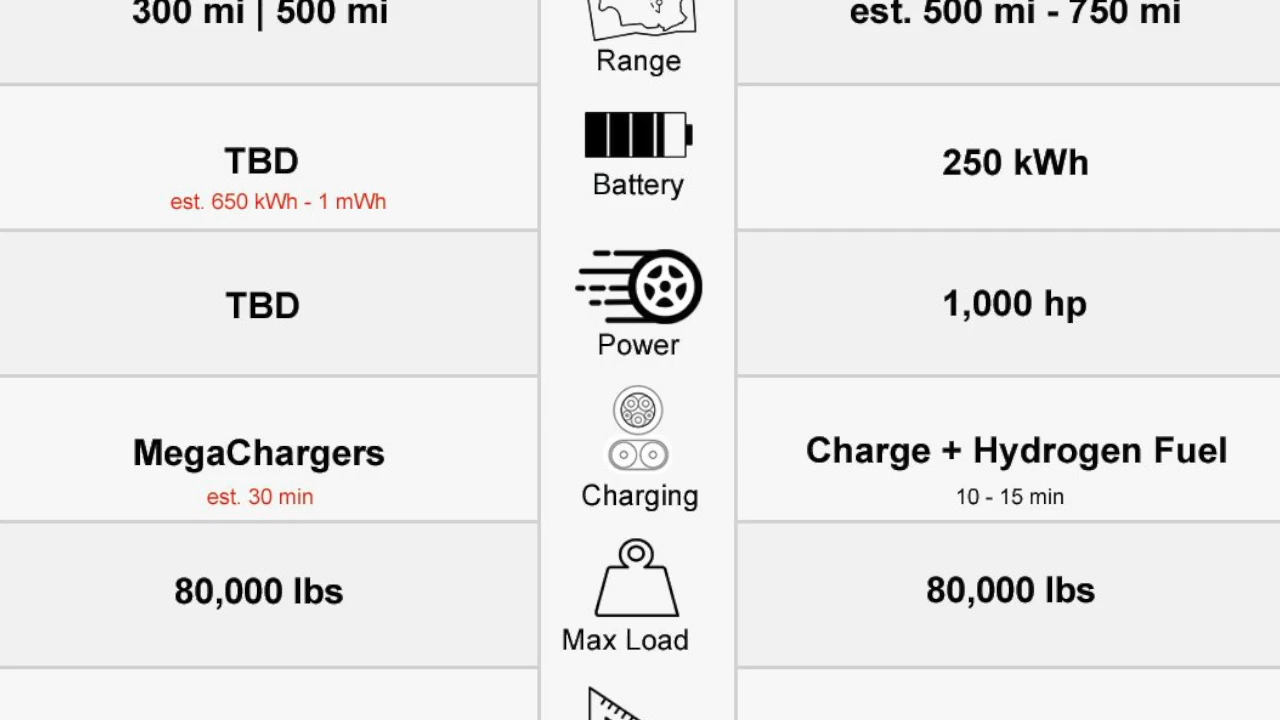 300 mi | 500 mi
est. 500 mi - 750 mi
Range
TBD
est. 650 kWh - 1 mWh
Battery
250 kWh
TBD
Power
1,000 hp
MegaChargers
est. 30 min
Charging
Charge + Hydrogen Fuel
10 - 15 min
80,000 lbs
Max Load
80,000 lbs